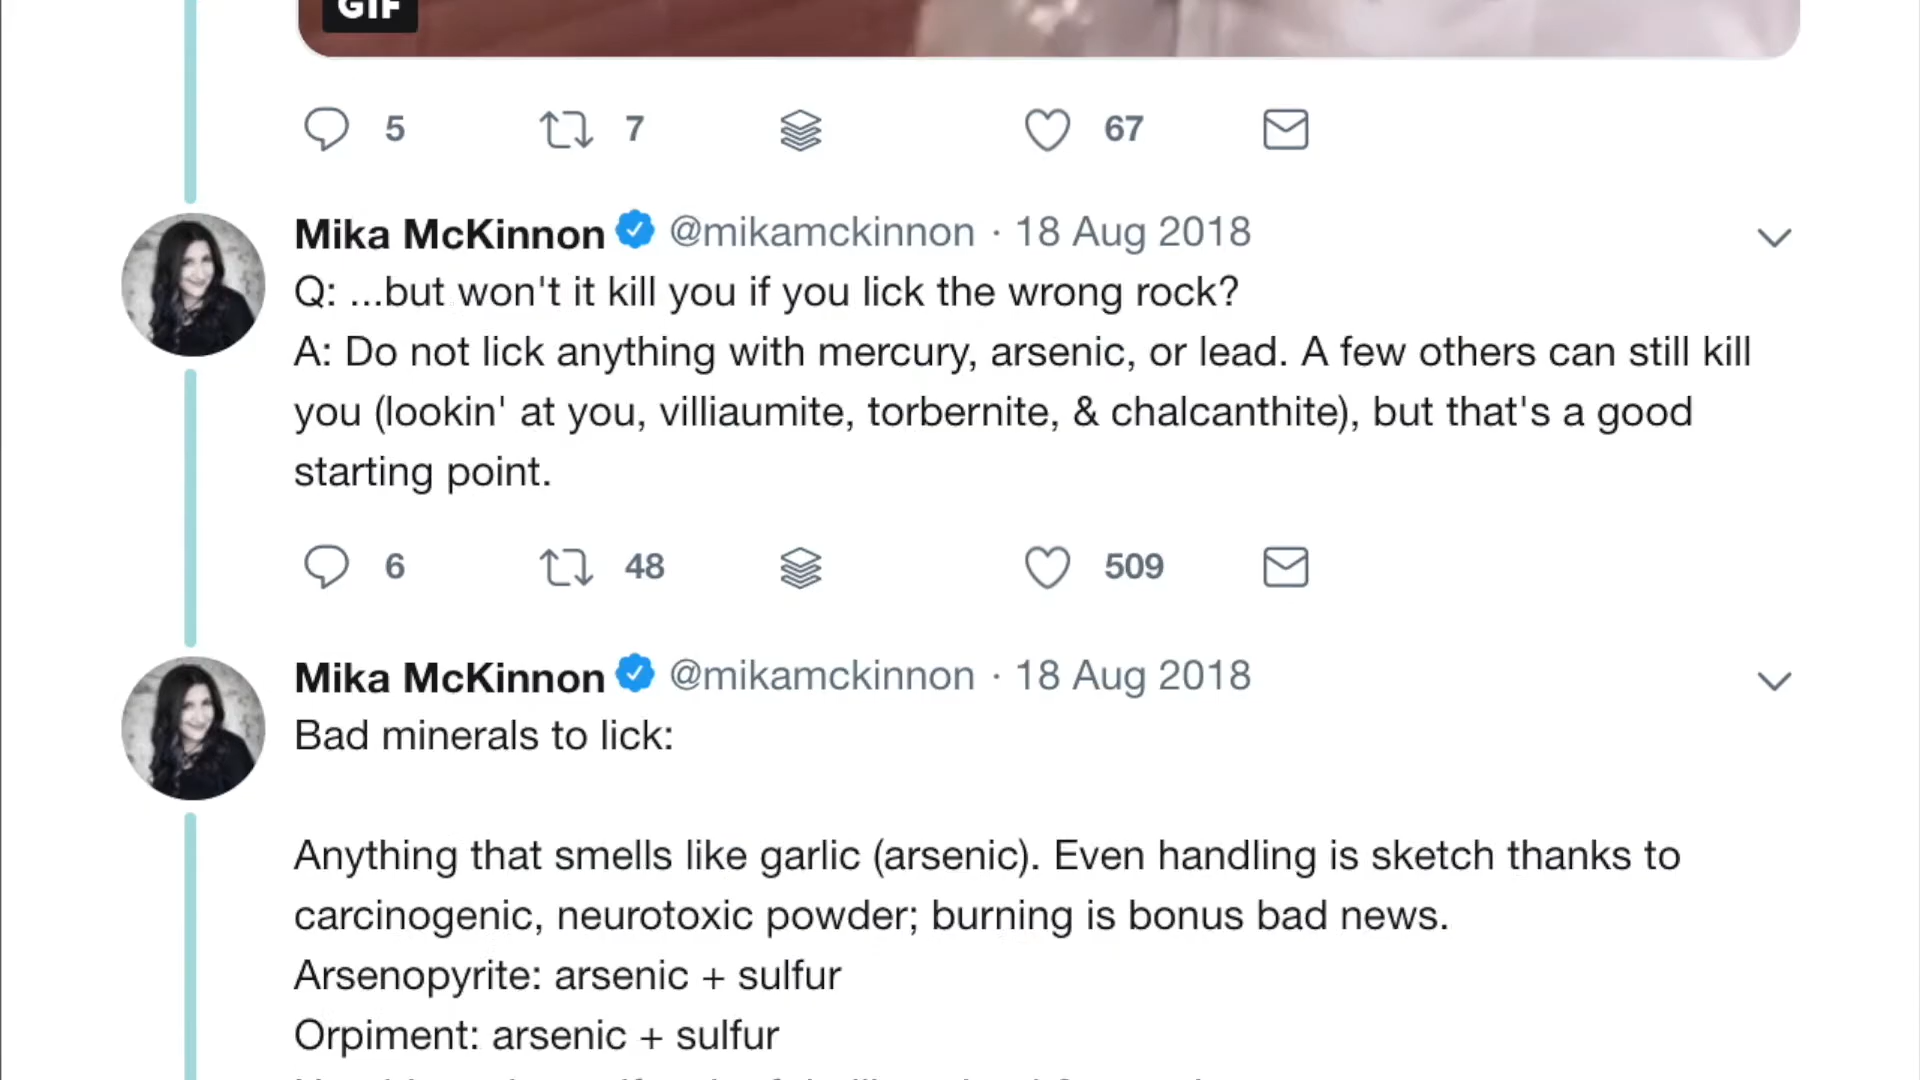 GIF
5 7 67
Mika McKinnon @mikamckinnon · 18 Aug 2018
Q: ...but won't it kill you if you lick the wrong rock?
A: Do not lick anything with mercury, arsenic, or lead. A few others can still kill
you (lookin' at you, villiaumite, torbernite, & chalcanthite), but that's a good
starting point.
6 48 509
Mika McKinnon @mikamckinnon · 18 Aug 2018
Bad minerals to lick:
Anything that smells like garlic (arsenic). Even handling is sketch thanks to
carcinogenic, neurotoxic powder; burning is bonus bad news.
Arsenopyrite: arsenic + sulfur
Orpiment: arsenic + sulfur